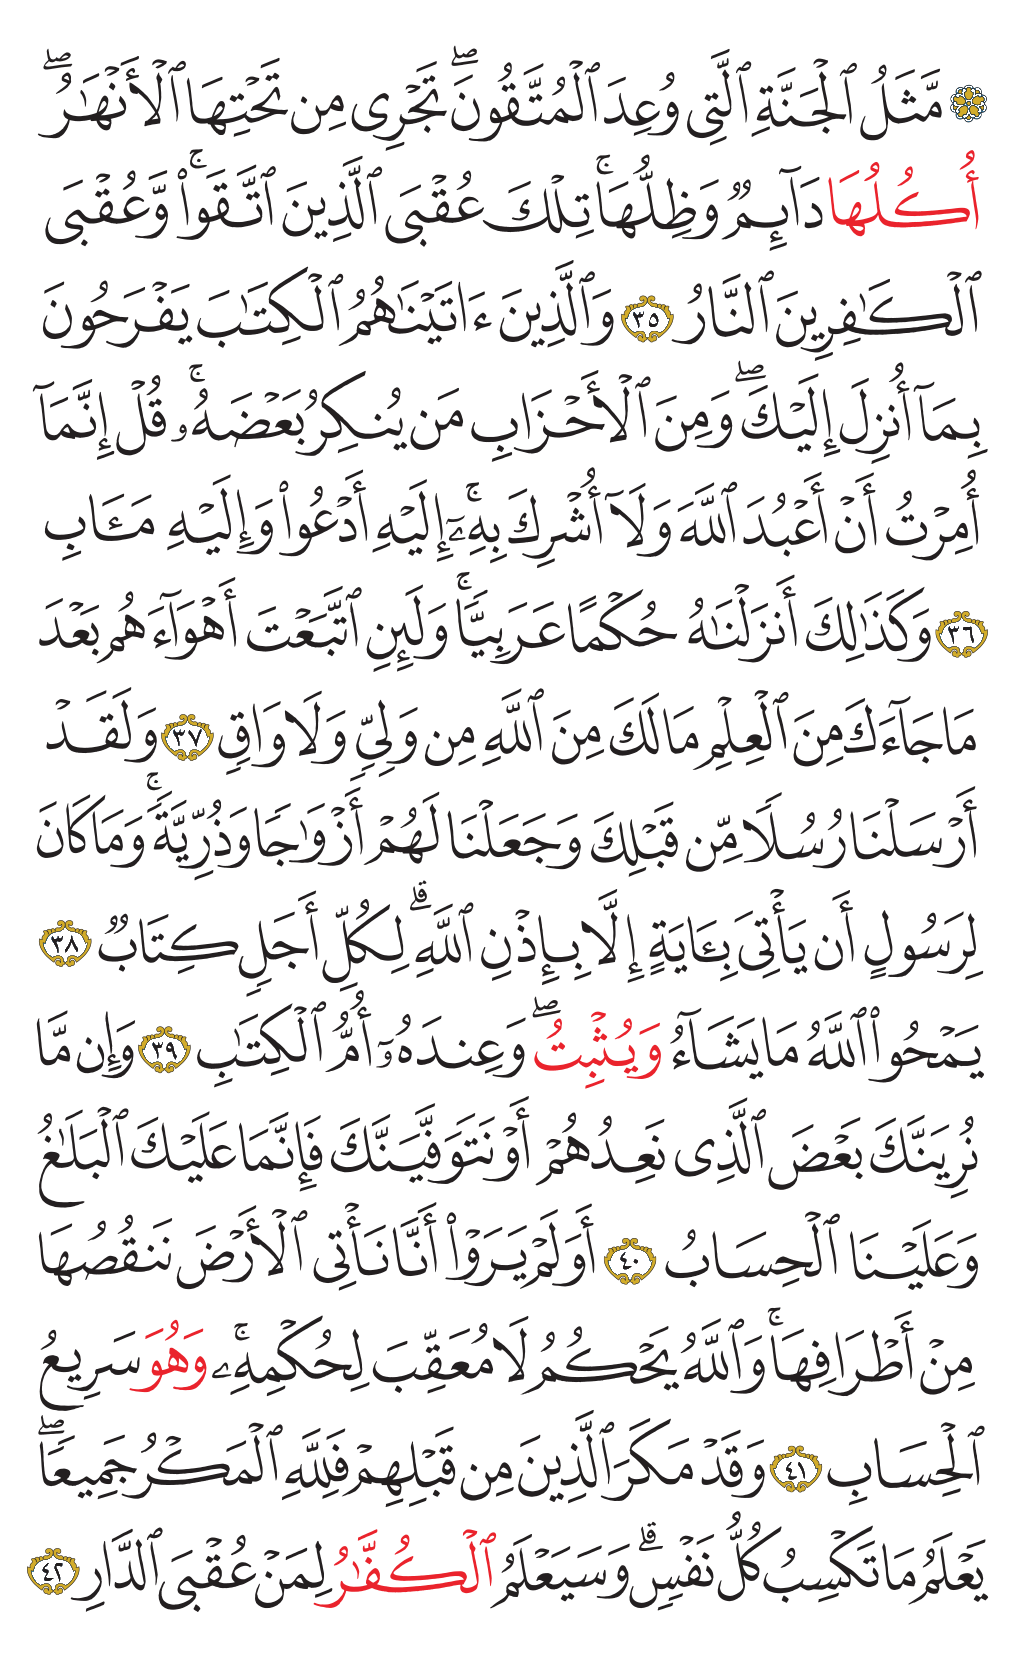 ۞ مَّثَلُ ٱلْجَنَّةِ ٱلَّتِى وُعِدَ ٱلْمُتَّقُونَۖ تَجْرِى مِن تَحْتِهَا ٱلْأَنْهَٰرُۖ
أُكُلُهَا دَآئِمٌ وَظِلُّهَاۚ تِلْكَ عُقْبَى ٱلَّذِينَ ٱتَّقَوا۟ۚ وَّعُقْبَى
ٱلْكَٰفِرِينَ ٱلنَّارُ ٣٥ وَٱلَّذِينَ ءَاتَيْنَٰهُمُ ٱلْكِتَٰبَ يَفْرَحُونَ
بِمَآ أُنزِلَ إِلَيْكَۖ وَمِنَ ٱلْأَحْزَابِ مَن يُنكِرُ بَعْضَهُۥۚ قُلْ إِنَّمَآ
أُمِرْتُ أَنْ أَعْبُدَ ٱللَّهَ وَلَآ أُشْرِكَ بِهِۦٓۚ إِلَيْهِ أَدْعُوا۟ وَإِلَيْهِ مَـَٔابِ
٣٦ وَكَذَٰلِكَ أَنزَلْنَٰهُ حُكْمًا عَرَبِيًّاۚ وَلَئِنِ ٱتَّبَعْتَ أَهْوَآءَهُم بَعْدَ
مَا جَآءَكَ مِنَ ٱلْعِلْمِ مَا لَكَ مِنَ ٱللَّهِ مِن وَلِىٍّ وَلَا وَاقٍ ٣٧ وَلَقَدْ
أَرْسَلْنَا رُسُلًا مِّن قَبْلِكَ وَجَعَلْنَا لَهُمْ أَزْوَٰجًا وَذُرِّيَّةًۚ وَمَا كَانَ
لِرَسُولٍ أَن يَأْتِىَ بِـَٔايَةٍ إِلَّا بِإِذْنِ ٱللَّهِۗ لِكُلِّ أَجَلٍ كِتَابٌ ٣٨
يَمْحُوا۟ ٱللَّهُ مَا يَشَآءُ وَيُثْبِتُۖ وَعِندَهُۥٓ أُمُّ ٱلْكِتَٰبِ ٣٩ وَإِن مَّا
نُرِيَنَّكَ بَعْضَ ٱلَّذِى نَعِدُهُمْ أَوْ نَتَوَفَّيَنَّكَ فَإِنَّمَا عَلَيْكَ ٱلْبَلَٰغُ
وَعَلَيْنَا ٱلْحِسَابُ ٤٠ أَوَلَمْ يَرَوْا۟ أَنَّا نَأْتِى ٱلْأَرْضَ نَنقُصُهَا
مِنْ أَطْرَافِهَاۚ وَٱللَّهُ يَحْكُمُ لَا مُعَقِّبَ لِحُكْمِهِۦۚ وَهُوَ سَرِيعُ
ٱلْحِسَابِ ٤١ وَقَدْ مَكَرَ ٱلَّذِينَ مِن قَبْلِهِمْ فَلِلَّهِ ٱلْمَكْرُ جَمِيعًاۖ
يَعْلَمُ مَا تَكْسِبُ كُلُّ نَفْسٍۗ وَسَيَعْلَمُ ٱلْكُفَّٰرُ لِمَنْ عُقْبَى ٱلدَّارِ ٤٢